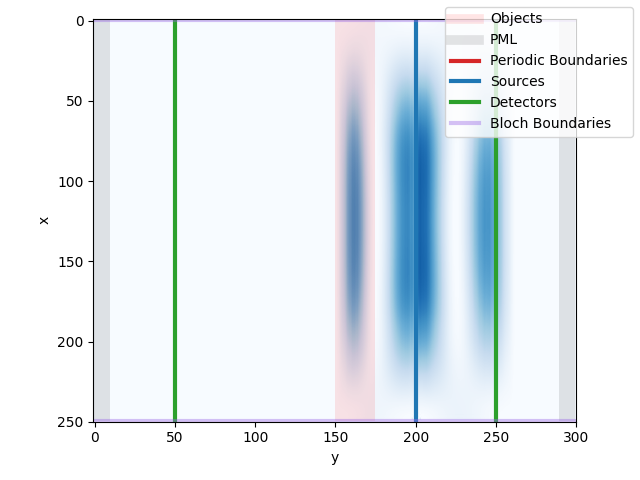 Objects
PML
Periodic Boundaries
Sources
Detectors
Bloch Boundaries
0
50
100
150
200
250
x
0
50
100
150
200
250
300
y